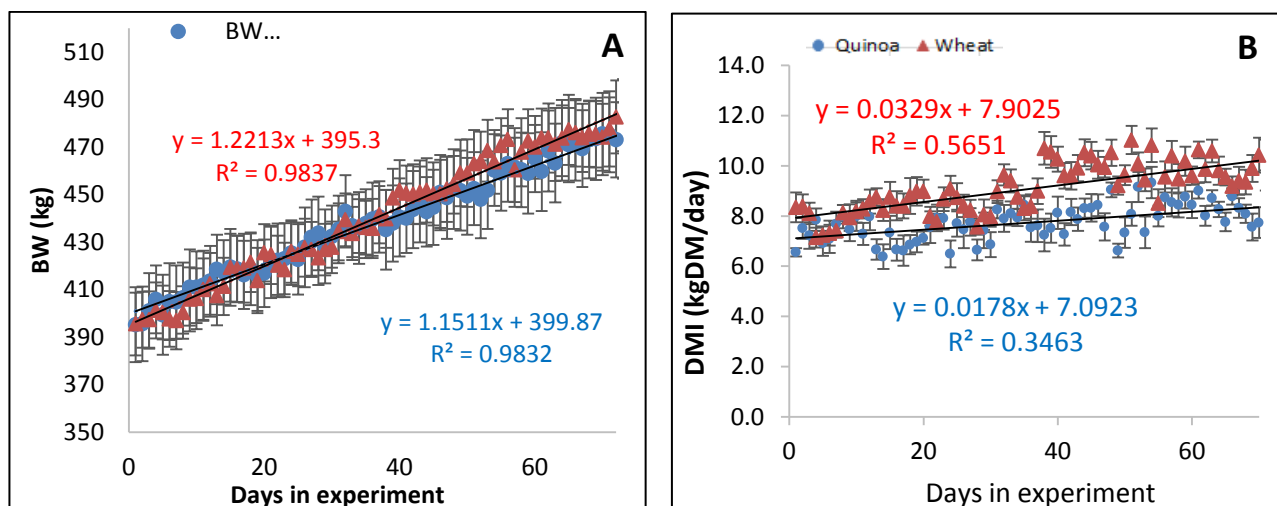 BW...
A
510
490
470
450
430
410
390
370
350
BW (kg)
y = 1.2213x + 395.3
R² = 0.9837
y = 1.1511x + 399.87
R² = 0.9832
0 20 40 60
Days in experiment
Quinoa Wheat
B
14.0
12.0
10.0
8.0
6.0
4.0
2.0
0.0
DMI (kgDM/day)
y = 0.0329x + 7.9025
R² = 0.5651
y = 0.0178x + 7.0923
R² = 0.3463
0 20 40 60
Days in experiment